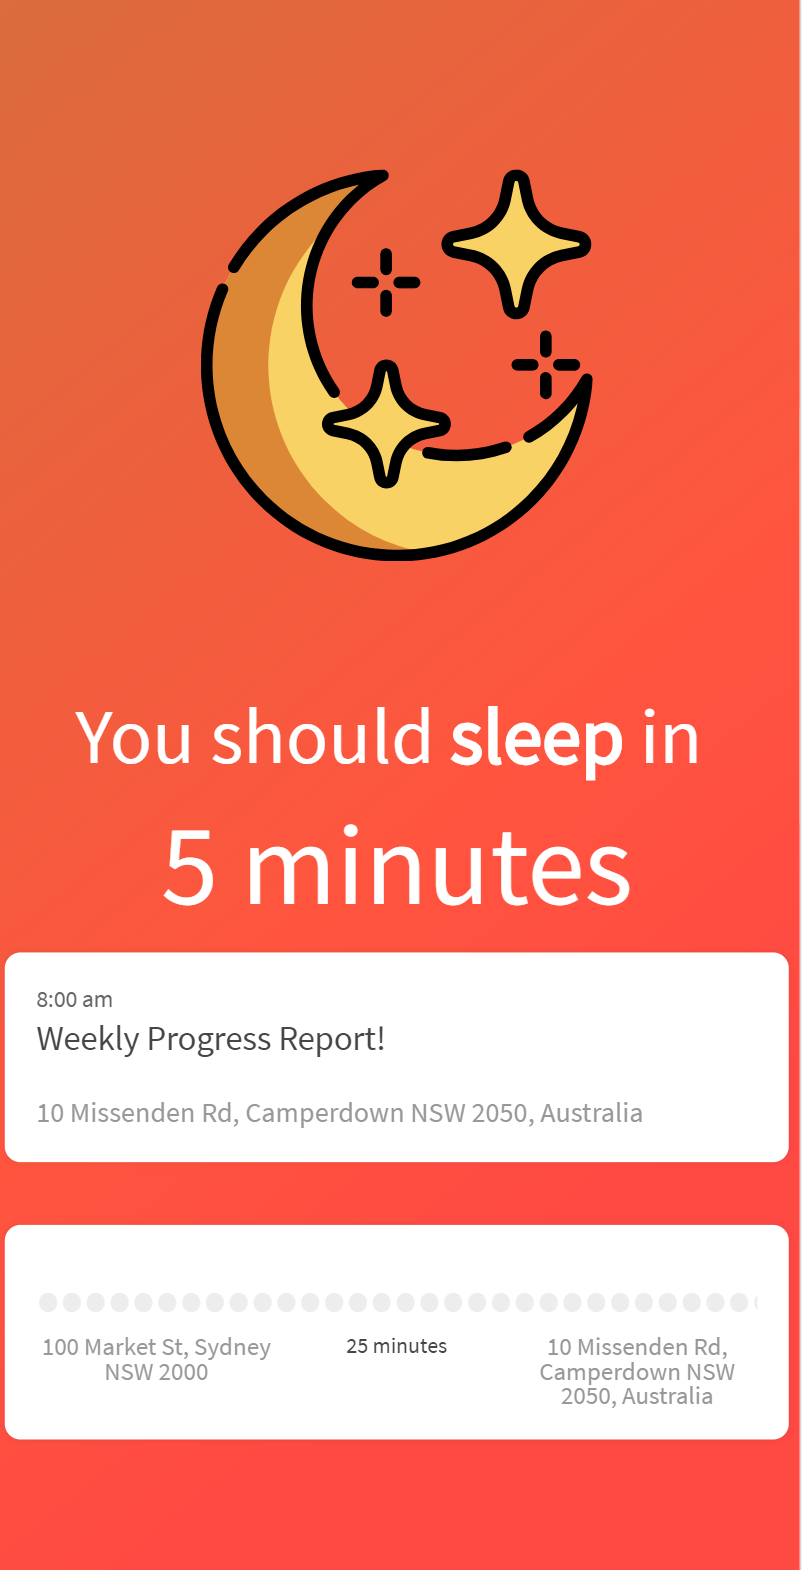 You should sleep in
5 minutes
8:00 am
Weekly Progress Report!
10 Missenden Rd, Camperdown NSW 2050, Australia
100 Market St, Sydney
NSW 2000
25 minutes
10 Missenden Rd,
Camperdown NSW
2050, Australia